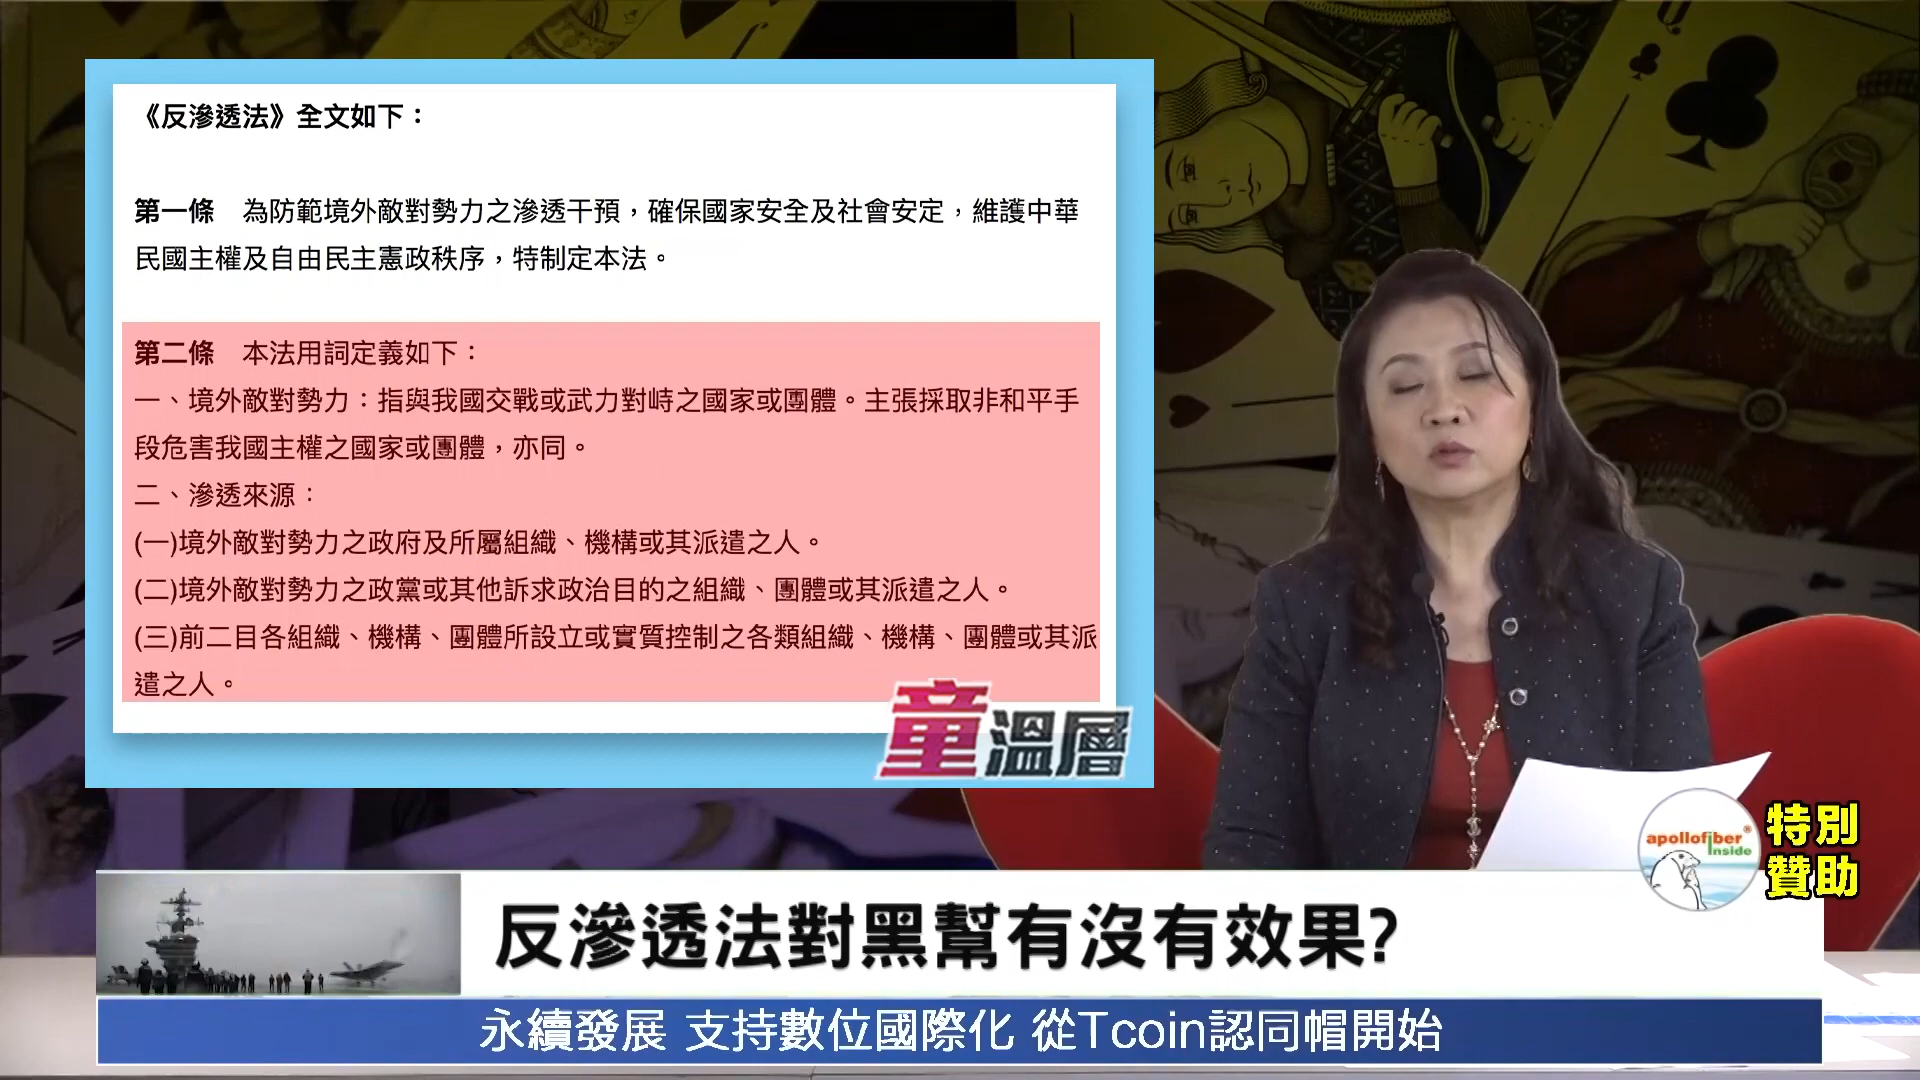 《反滲透法》全文如下：
第一條　為防範境外敵對勢力之滲透干預，確保國家安全及社會安定，維護中華
民國主權及自由民主憲政秩序，特制定本法。
第二條　本法用詞定義如下：
一、境外敵對勢力：指與我國交戰或武力對峙之國家或團體。主張採取非和平手
段危害我國主權之國家或團體，亦同。
二、滲透來源：
(一)境外敵對勢力之政府及所屬組織、機構或其派遣之人。
(二)境外敵對勢力之政黨或其他訴求政治目的之組織、團體或其派遣之人。
(三)前二目各組織、機構、團體所設立或實質控制之各類組織、機構、團體或其派
遣之人。
童溫層
apollofiber®
inside
特別
贊助
反滲透法對黑幫有沒有效果?
永續發展 支持數位國際化 從Tcoin認同帽開始